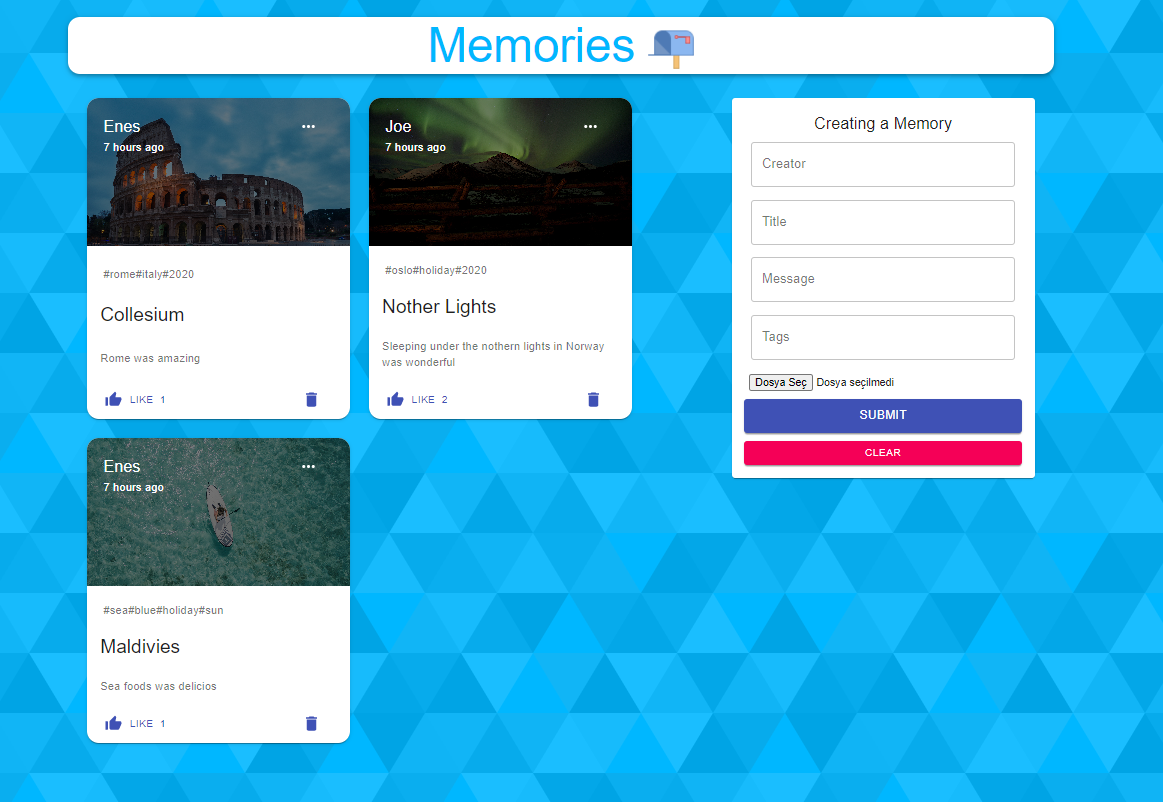 Memories
Enes
7 hours ago
#rome#italy#2020
Collesium
Rome was amazing
LIKE 1
Joe
7 hours ago
#oslo#holiday#2020
Nother Lights
Sleeping under the nothern lights in Norway
was wonderful
LIKE 2
Enes
7 hours ago
#sea#blue#holiday#sun
Maldivies
Sea foods was delicios
LIKE 1
Creating a Memory
Creator
Title
Message
Tags
Dosya Seç Dosya seçilmedi
SUBMIT
CLEAR